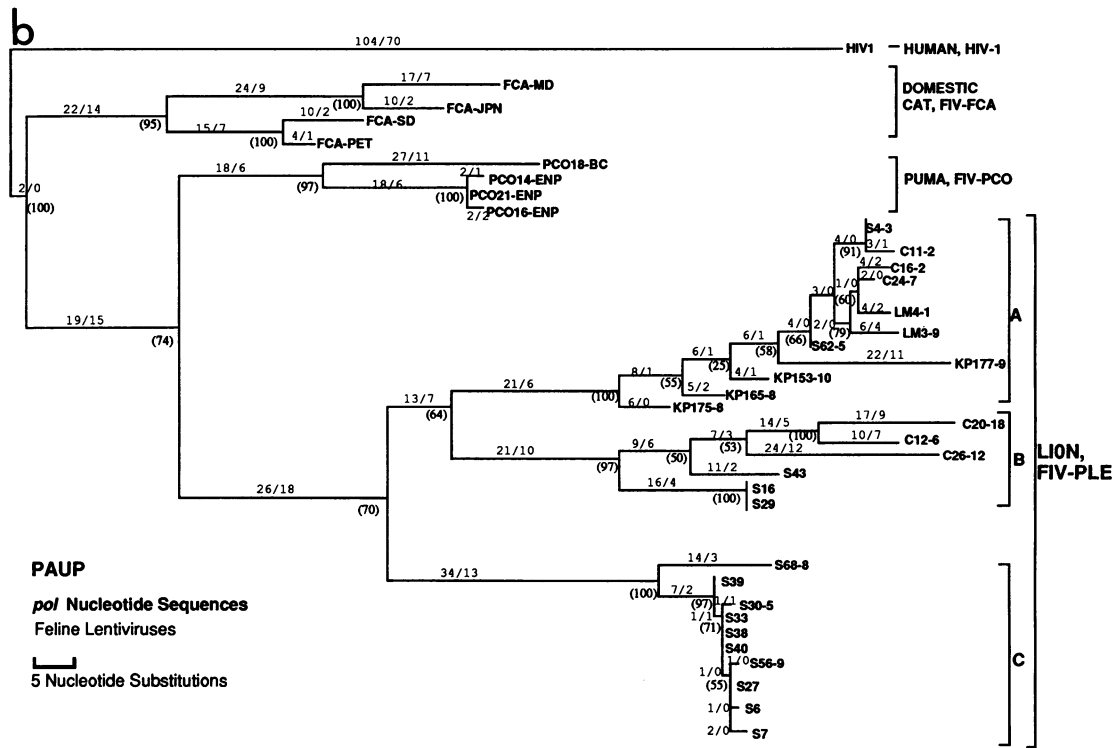 b
104/70
HIV1
HUMAN, HIV-1
17/7
FCA-MD
24/9
(100)
10/2
FCA-JPN
22/14
(95)
10/2
FCA-SD
15/7
(100)
4/1
FCA-PET
DOMESTIC
CAT, FIV-FCA
2/0
(100)
27/11
PCO18-BC
18/6
(97)
2/1
PCO14-ENP
18/6
(100)
PCO21-ENP
2/2
PCO16-ENP
PUMA, FIV-PCO
19/15
(74)
S4-3
4/0
(91)
3/1
C11-2
4/2
C16-2
2/0
C24-7
1/0
(60)
3/0
4/2
LM4-1
2/0
(79)
6/4
LM3-9
4/0
(66)
S62-5
6/1
(58)
22/11
KP177-9
6/1
(25)
4/1
KP153-10
8/1
(55)
5/2
KP165-8
21/6
(100)
6/0
KP175-8
A
13/7
(64)
17/9
C20-18
14/5
(100)
10/7
C12-6
7/3
(53)
24/12
C26-12
9/6
(50)
11/2
S43
21/10
(97)
16/4
(100)
S16
S29
B
LION,
FIV-PLE
26/18
(70)
14/3
S68-8
34/13
(100)
7/2
S39
(97)
1/1
S30-5
1/1
S33
(71)
S38
S40
1/0
S56-9
1/0
(55)
S27
1/0
S6
2/0
S7
C
PAUP
pol Nucleotide Sequences
Feline Lentiviruses
5 Nucleotide Substitutions